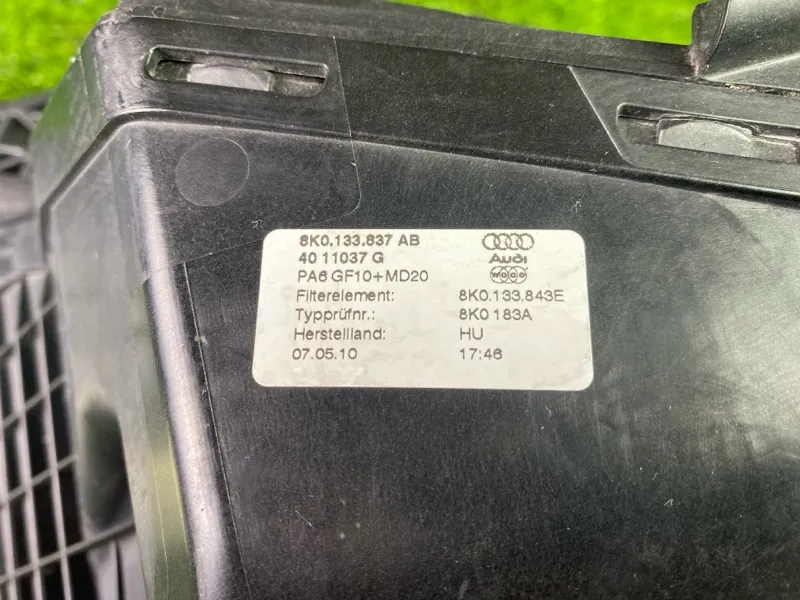 8K0.133.837 AB
40 11037 G Audi
PA6 GF10+MD20
Filterelement: 8K0.133.843E
Typprüfnr.: 8K0 183A
Herstellland: HU
07.05.10 17:46